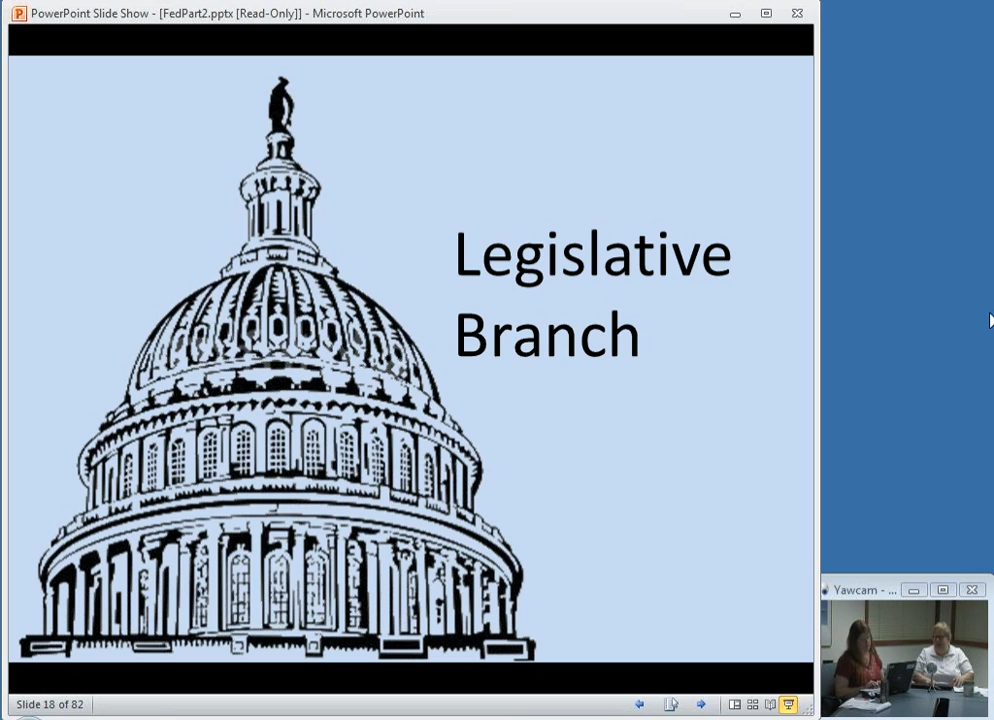 PowerPoint Slide Show - [FedPart2.pptx [Read-Only]] - Microsoft PowerPoint
Legislative
Branch
Yawcam - ...
Slide 18 of 82